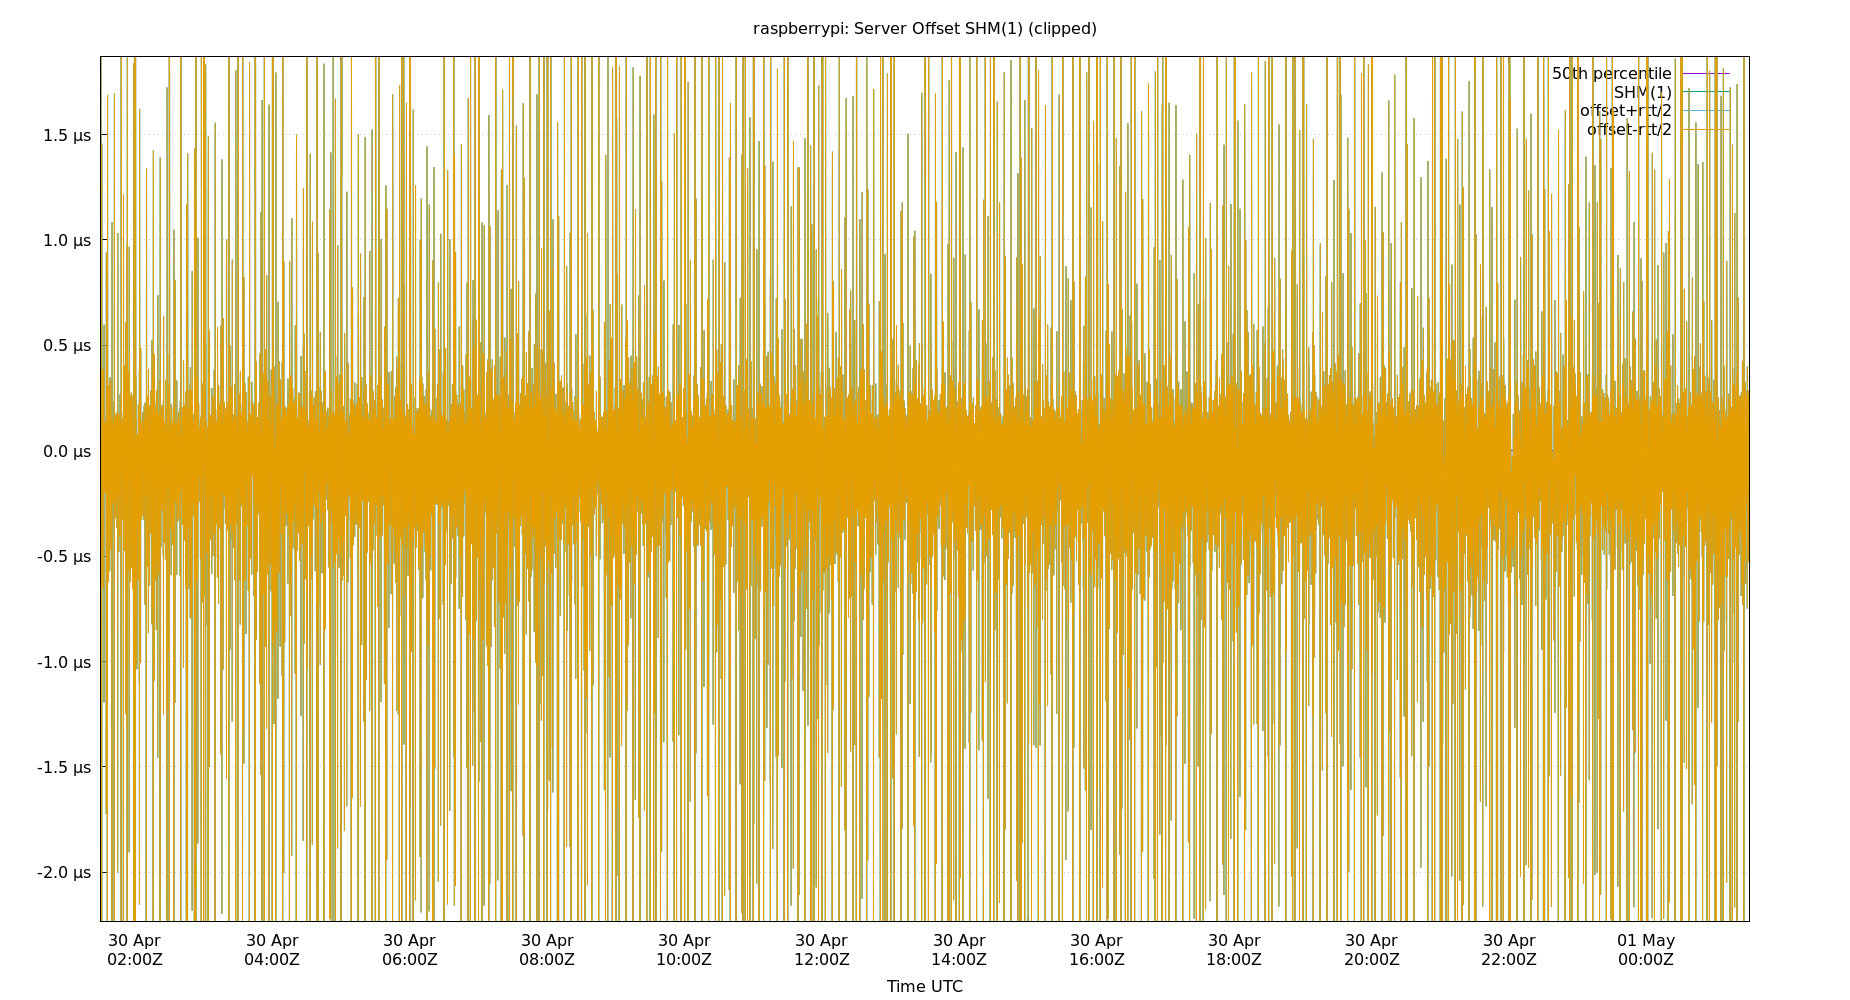 raspberrypi: Server Offset SHM(1) (clipped)
50th percentile
SHM(1)
offset+rtt/2
offset-rtt/2
1.5 µs
1.0 µs
0.5 µs
0.0 µs
-0.5 µs
-1.0 µs
-1.5 µs
-2.0 µs
30 Apr 30 Apr 30 Apr 30 Apr 30 Apr 30 Apr 30 Apr 30 Apr 30 Apr 30 Apr 30 Apr 01 May
02:00Z 04:00Z 06:00Z 08:00Z 10:00Z 12:00Z 14:00Z 16:00Z 18:00Z 20:00Z 22:00Z 00:00Z
Time UTC